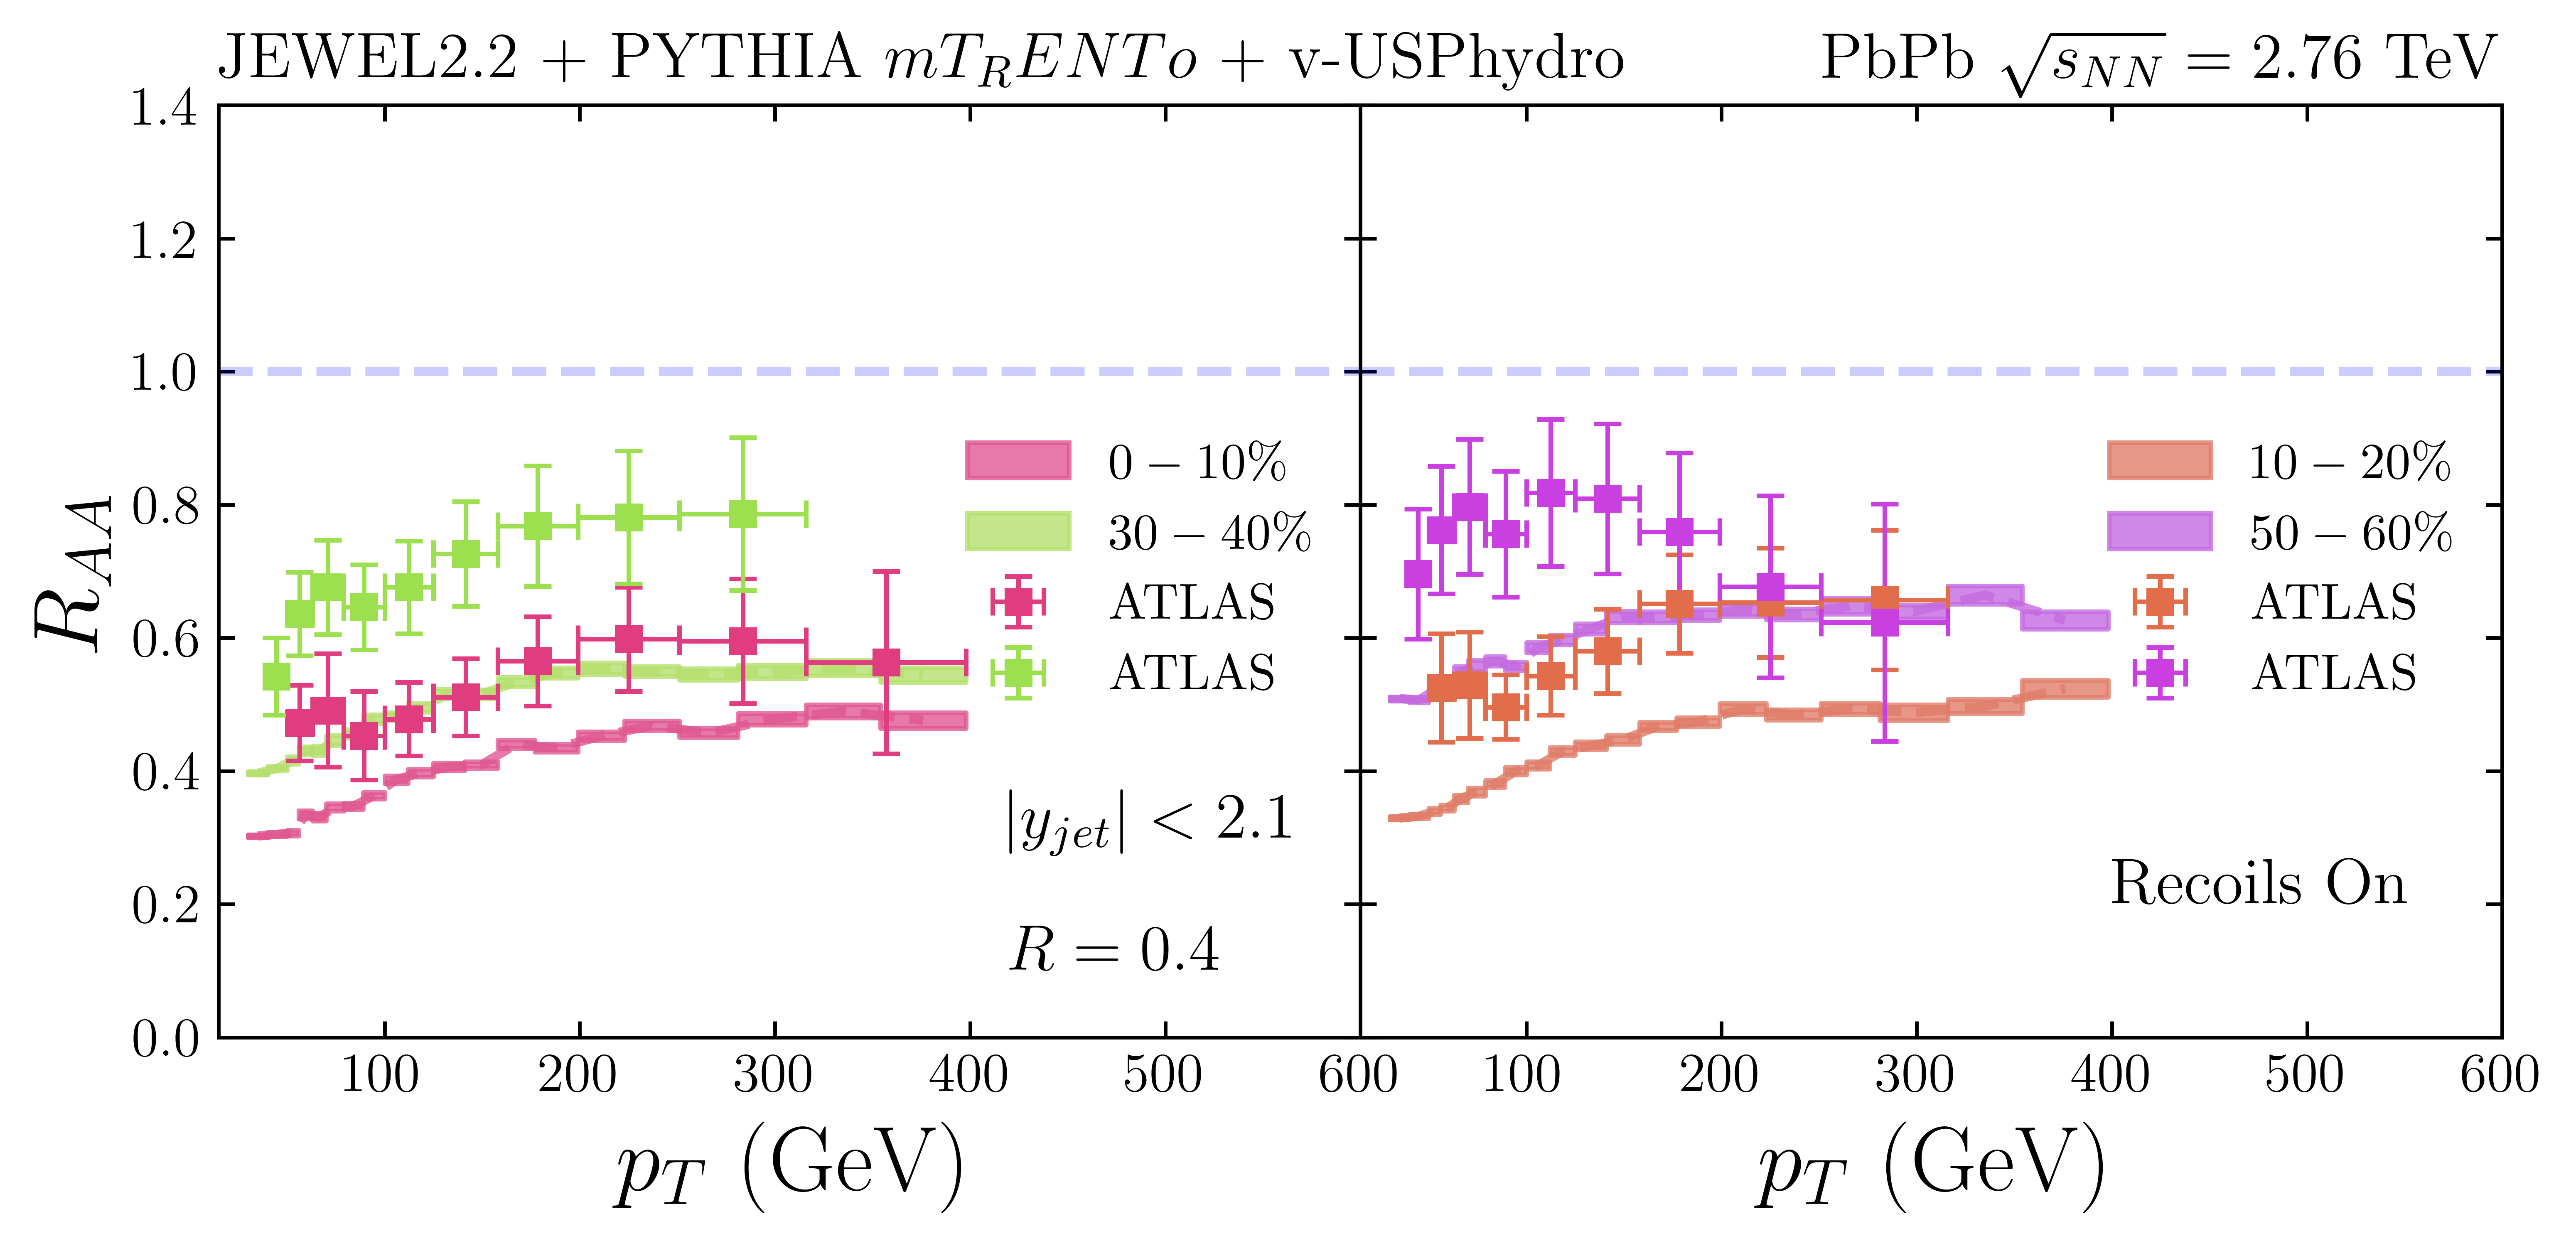 JEWEL2.2 + PYTHIA mT_RENTo + v-USPhydro PbPb √s_NN = 2.76 TeV
R_AA
1.4
1.2
1.0
0.8
0.6
0.4
0.2
0.0
0 − 10%
30 − 40%
ATLAS
ATLAS
|y_jet| < 2.1
R = 0.4
10 − 20%
50 − 60%
ATLAS
ATLAS
Recoils On
100 200 300 400 500 600 100 200 300 400 500 600
p_T (GeV) p_T (GeV)